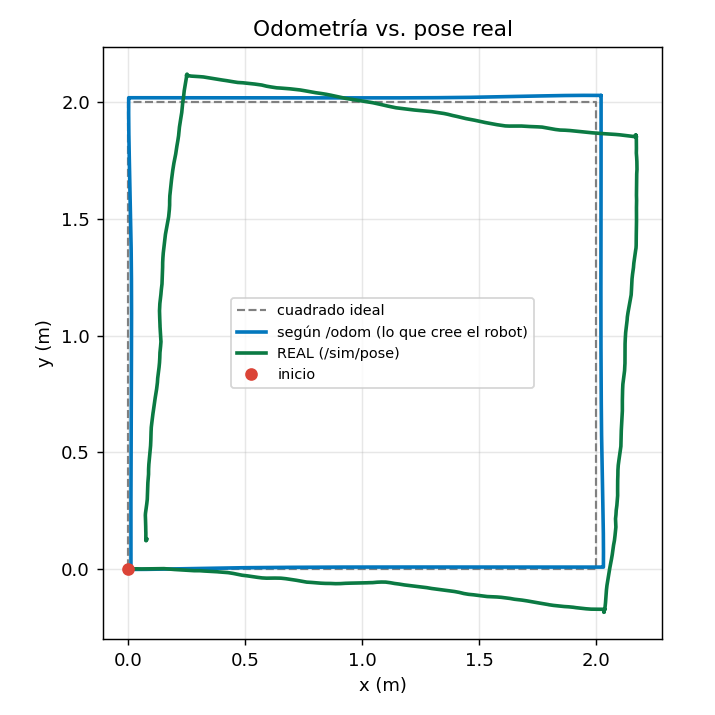 Odometría vs. pose real
2.0
1.5
1.0
0.5
0.0
y (m)
cuadrado ideal
según /odom (lo que cree el robot)
REAL (/sim/pose)
inicio
0.0 0.5 1.0 1.5 2.0
x (m)